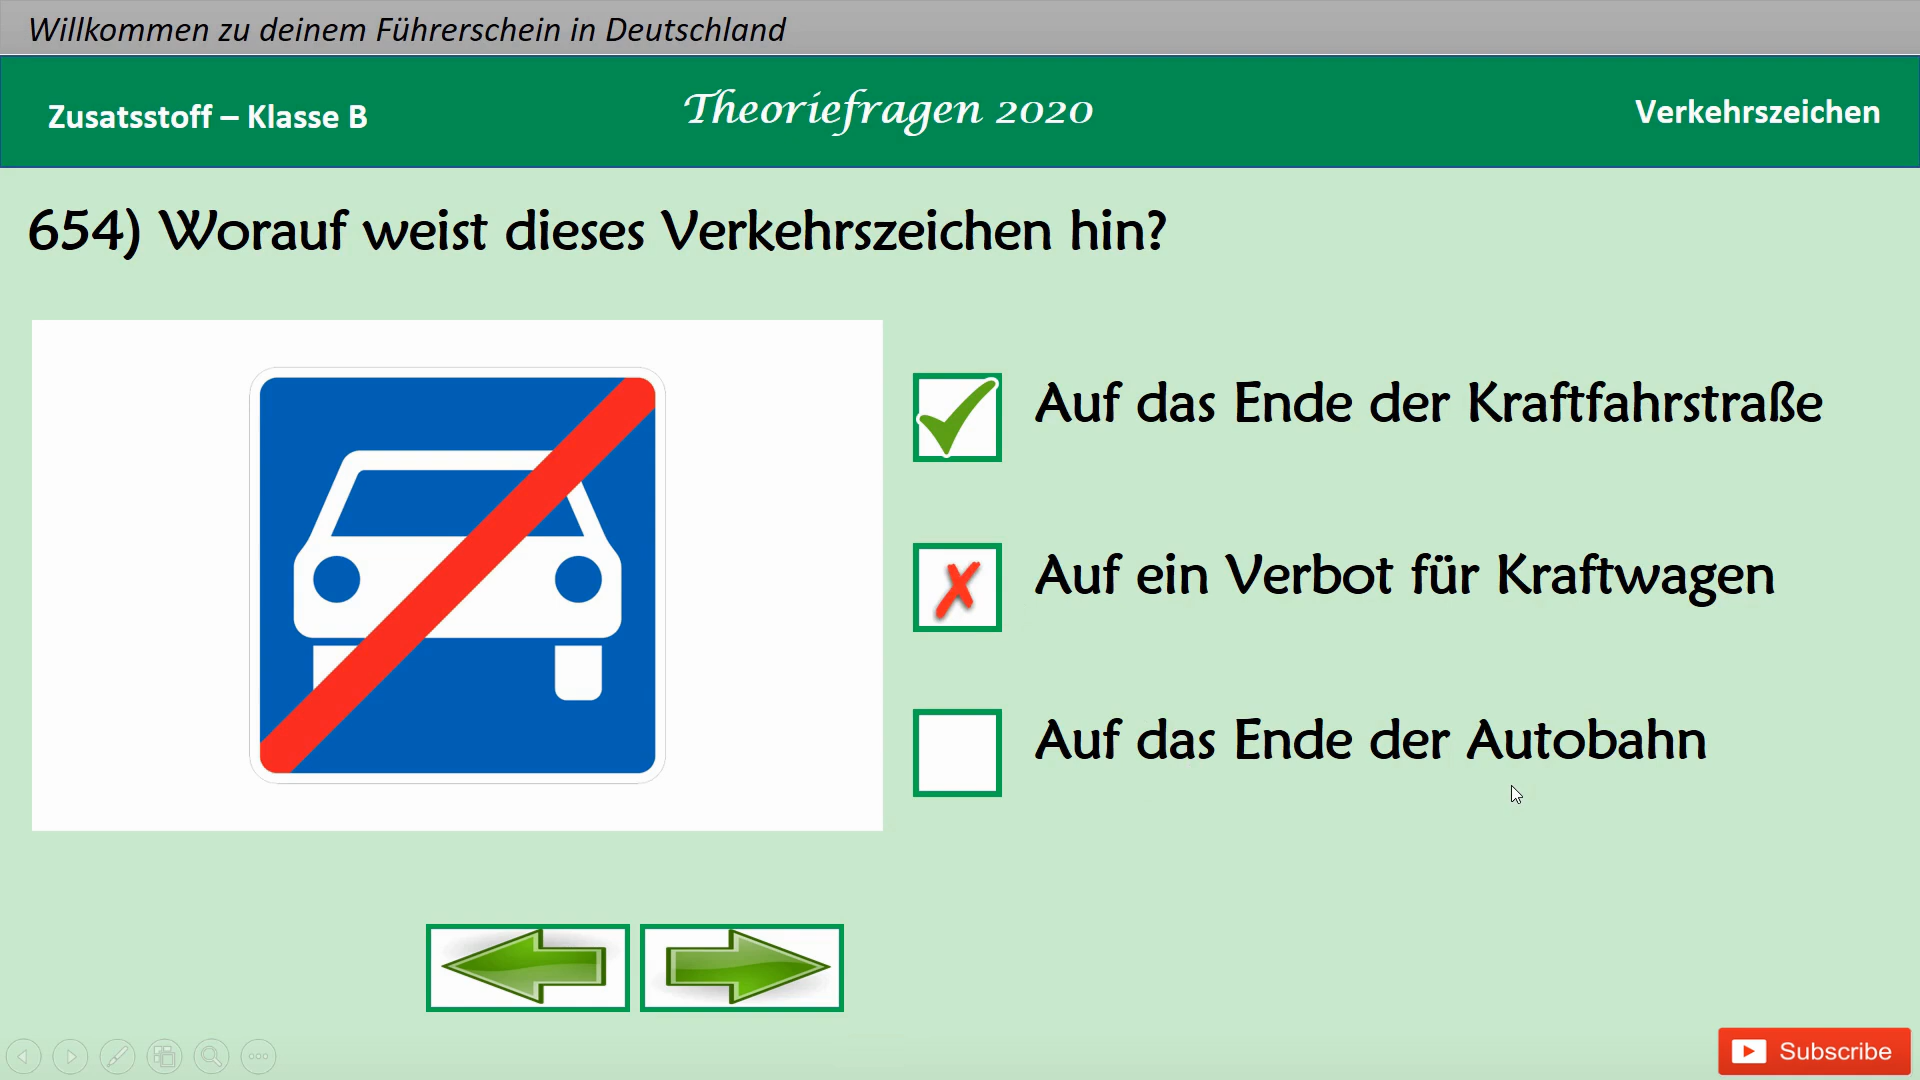 Willkommen zu deinem Führerschein in Deutschland
Zusatsstoff – Klasse B
Theoriefragen 2020
Verkehrszeichen
654) Worauf weist dieses Verkehrszeichen hin?
Auf das Ende der Kraftfahrstraße
Auf ein Verbot für Kraftwagen
Auf das Ende der Autobahn
Subscribe